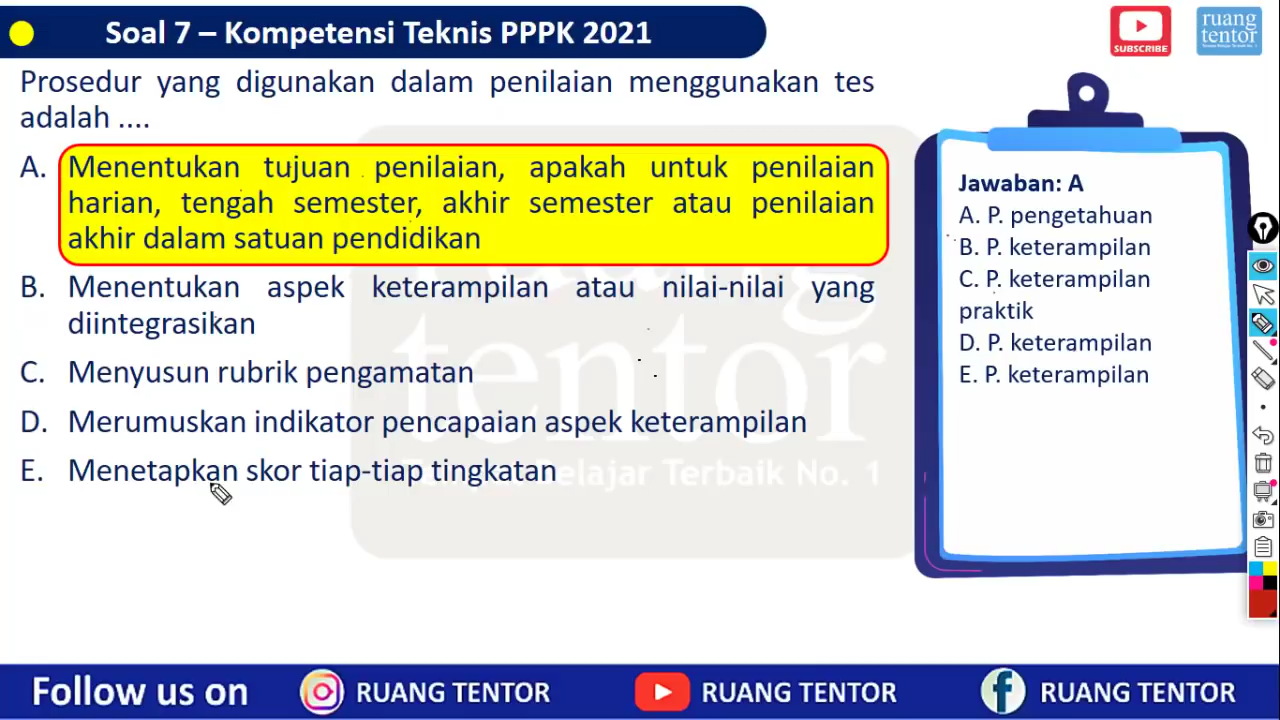 Soal 7 – Kompetensi Teknis PPPK 2021
SUBSCRIBE
ruang
tentor
Prosedur yang digunakan dalam penilaian menggunakan tes
adalah ....
A. Menentukan tujuan penilaian, apakah untuk penilaian
harian, tengah semester, akhir semester atau penilaian
akhir dalam satuan pendidikan
B. Menentukan aspek keterampilan atau nilai-nilai yang
diintegrasikan
C. Menyusun rubrik pengamatan
D. Merumuskan indikator pencapaian aspek keterampilan
E. Menetapkan skor tiap-tiap tingkatan
ruang
tentor
Tempat Belajar Terbaik No. 1
Jawaban: A
A. P. pengetahuan
B. P. keterampilan
C. P. keterampilan
praktik
D. P. keterampilan
E. P. keterampilan
Follow us on
RUANG TENTOR
RUANG TENTOR
RUANG TENTOR